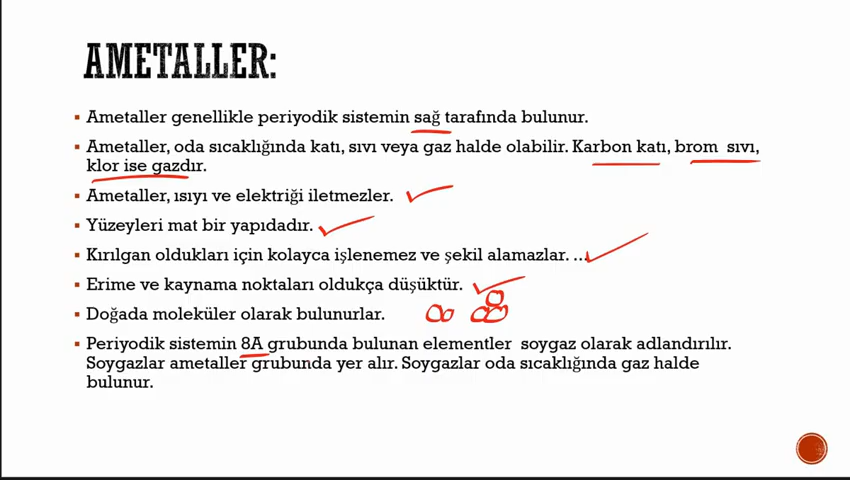 AMETALLER:
▪ Ametaller genellikle periyodik sistemin sağ tarafında bulunur.
▪ Ametaller, oda sıcaklığında katı, sıvı veya gaz halde olabilir. Karbon katı, brom sıvı,
klor ise gazdır.
▪ Ametaller, ısıyı ve elektriği iletmezler.
▪ Yüzeyleri mat bir yapıdadır.
▪ Kırılgan oldukları için kolayca işlenemez ve şekil alamazlar. ...
▪ Erime ve kaynama noktaları oldukça düşüktür.
▪ Doğada moleküler olarak bulunurlar.
▪ Periyodik sistemin 8A grubunda bulunan elementler soygaz olarak adlandırılır.
Soygazlar ametaller grubunda yer alır. Soygazlar oda sıcaklığında gaz halde
bulunur.